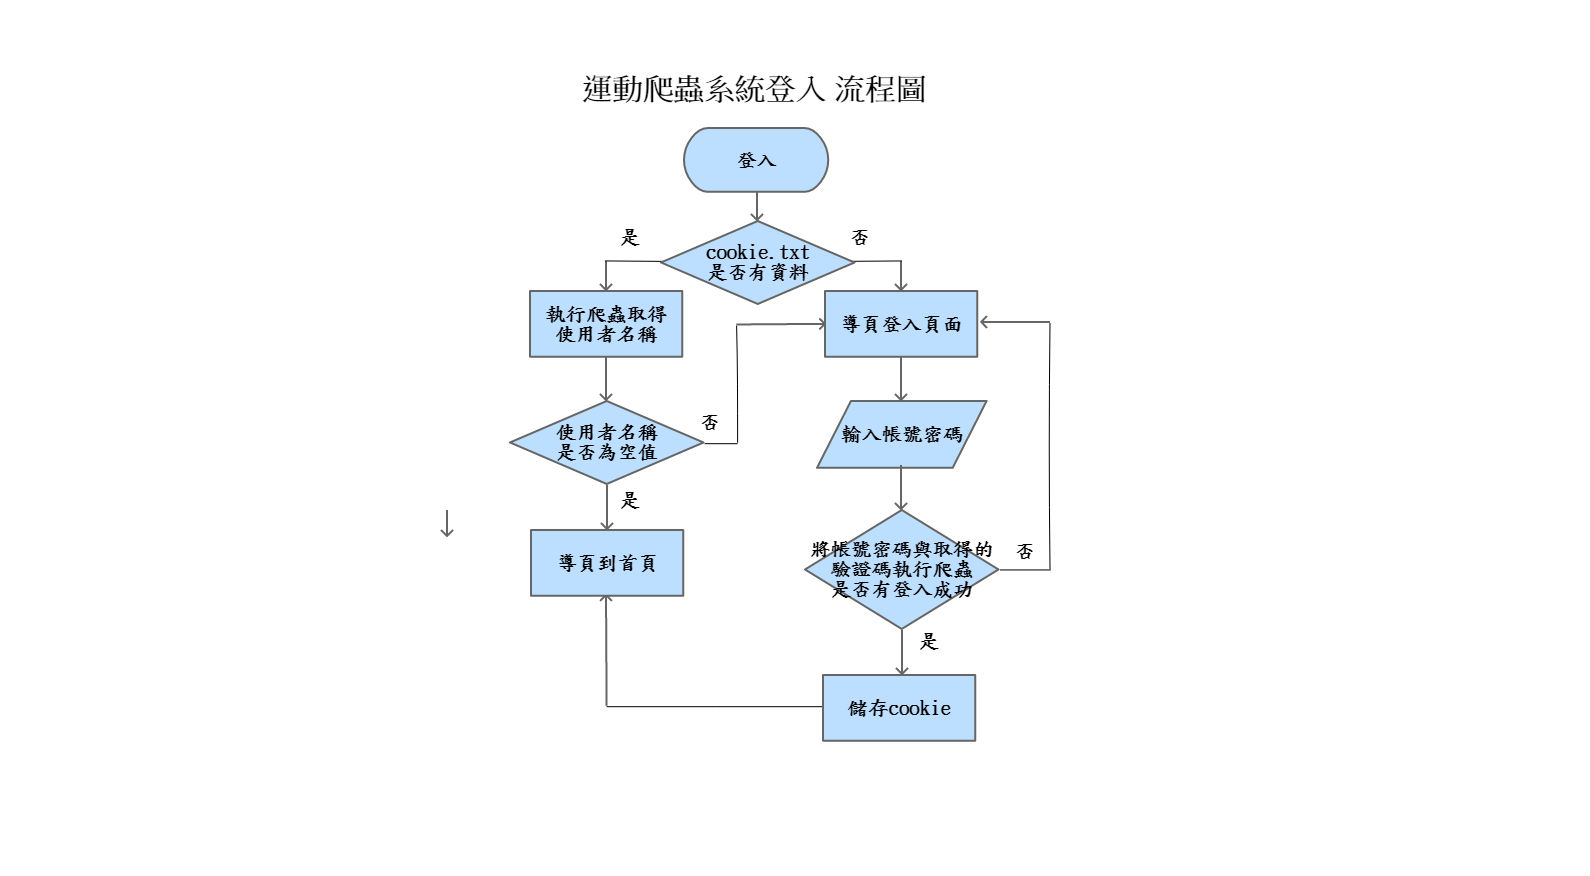 運動爬蟲系統登入 流程圖
登入
是
否
cookie.txt
是否有資料
執行爬蟲取得
使用者名稱
導頁登入頁面
否
使用者名稱
是否為空值
輸入帳號密碼
是
導頁到首頁
將帳號密碼與取得的
驗證碼執行爬蟲
是否有登入成功
否
是
儲存cookie